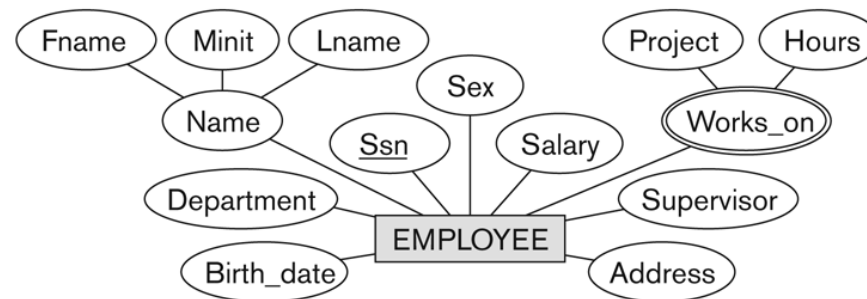 Fname
Minit
Lname
Project
Hours
Name
Sex
Works_on
Ssn
Salary
Department
Supervisor
EMPLOYEE
Birth_date
Address